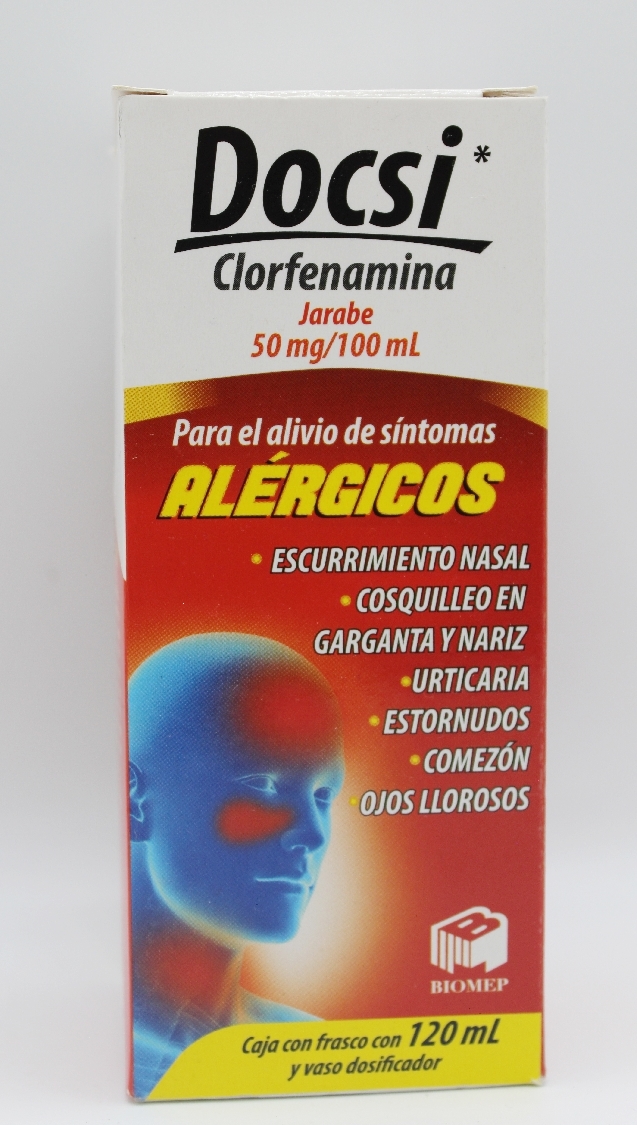 Docsi*
Clorfenamina
Jarabe
50 mg/100 mL
Para el alivio de síntomas
ALÉRGICOS
• ESCURRIMIENTO NASAL
• COSQUILLEO EN
GARGANTA Y NARIZ
• URTICARIA
• ESTORNUDOS
• COMEZÓN
• OJOS LLOROSOS
BIOMEP
Caja con frasco con 120 mL
y vaso dosificador